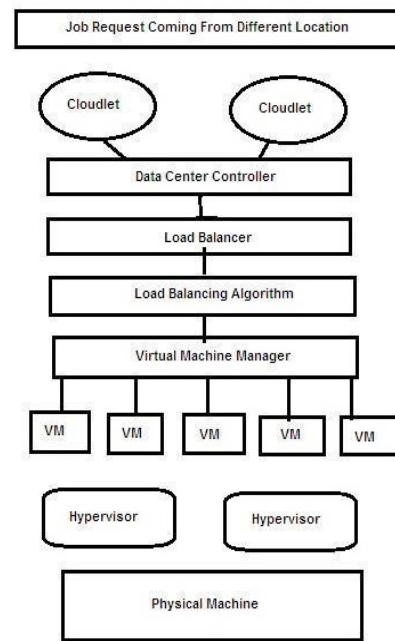 Job Request Coming From Different Location
Cloudlet
Cloudlet
Data Center Controller
Load Balancer
Load Balancing Algorithm
Virtual Machine Manager
VM
VM
VM
VM
VM
Hypervisor
Hypervisor
Physical Machine